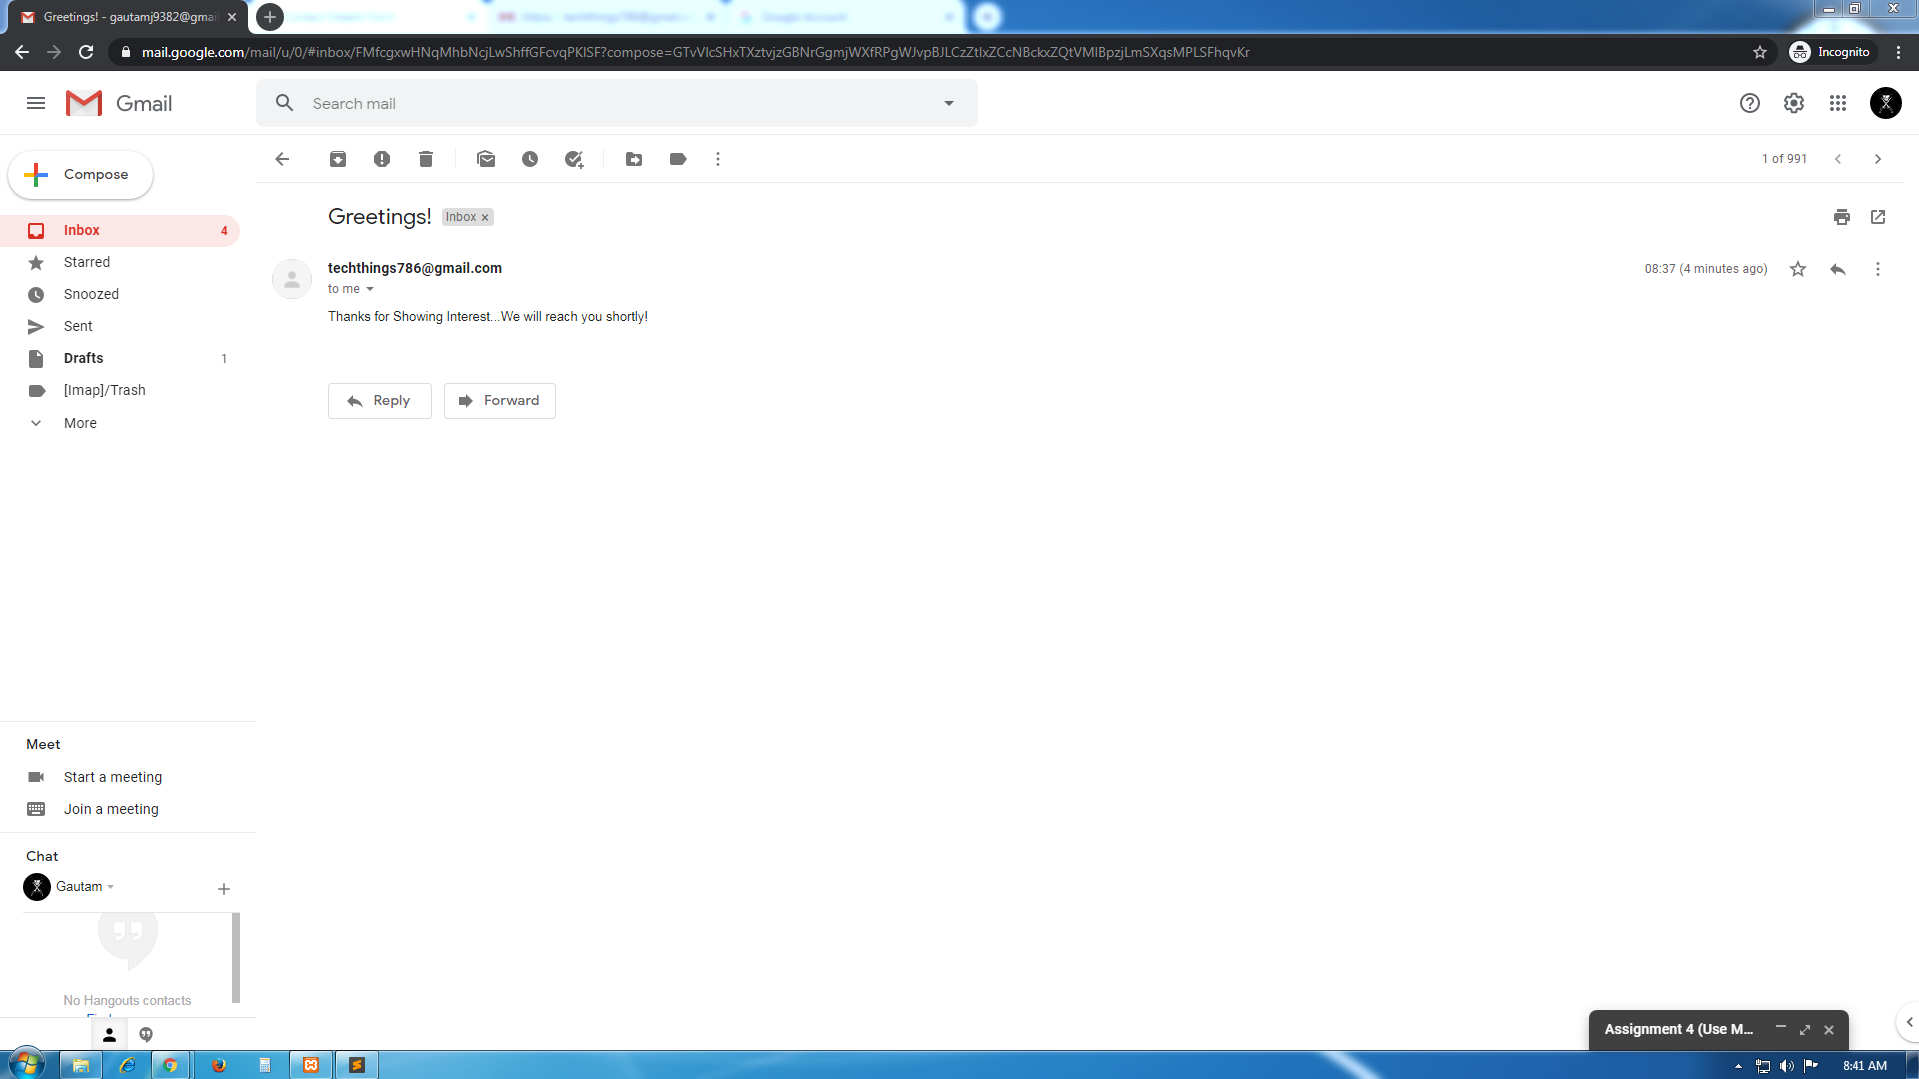 Greetings! - gautamj9382@gmai
Google Account
mail.google.com/mail/u/0/#inbox/FMfcgxwHNqMhbNcjLwShffGFcvqPKlSF?compose=GTvVlcSHxTXztvjzGBNrGgmjWXfRPgWJvpBJLCzZtlxZCcNBckxZQtVMlBpzjLmSXqsMPLSFhqvKr
Incognito
Gmail
Search mail
Compose
1 of 991
Greetings!
Inbox ×
Inbox
4
techthings786@gmail.com
08:37 (4 minutes ago)
to me
Thanks for Showing Interest...We will reach you shortly!
Starred
Snoozed
Sent
Drafts
1
[Imap]/Trash
More
Reply
Forward
Meet
Start a meeting
Join a meeting
Chat
Gautam
No Hangouts contacts
Assignment 4 (Use M...
8:41 AM